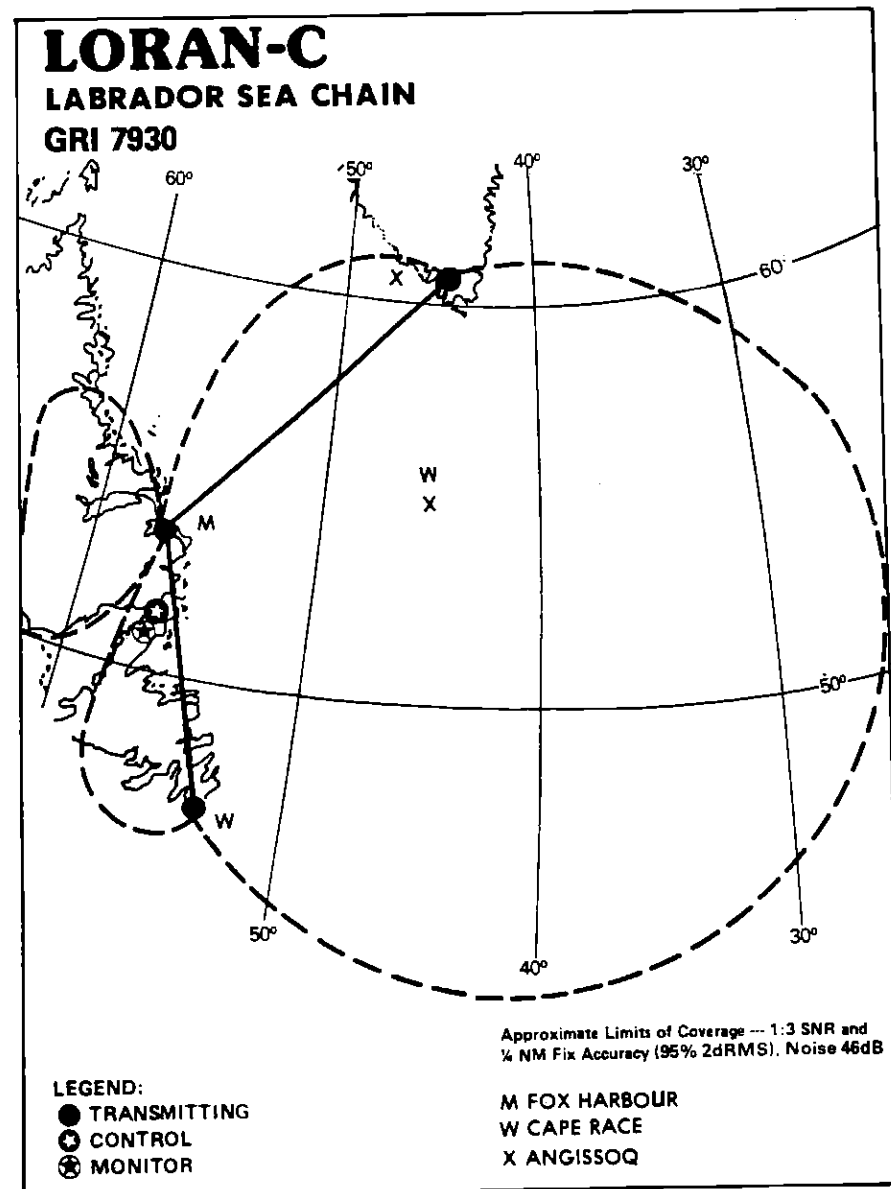 LORAN-C
LABRADOR SEA CHAIN
GRI 7930
60° 50° 40° 30°
60°
X
W
X
M
50°
W
50° 40° 30°
Approximate Limits of Coverage --- 1:3 SNR and
¼ NM Fix Accuracy (95% 2dRMS), Noise 46dB
LEGEND:
TRANSMITTING
CONTROL
MONITOR
M FOX HARBOUR
W CAPE RACE
X ANGISSOQ